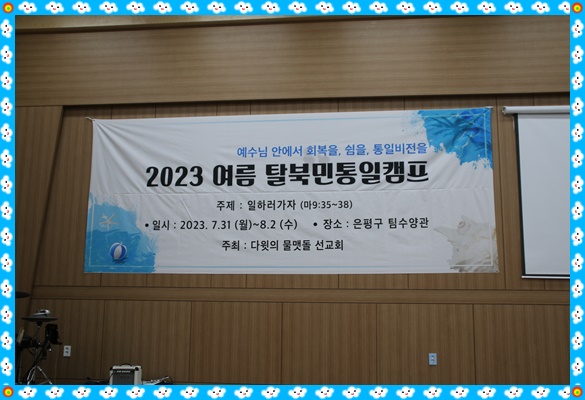 예수님 안에서 회복을, 쉼을, 통일비전을
2023 여름 탈북민통일캠프
주제 : 일하러가자 (마9:35~38)
• 일시 : 2023. 7.31 (월)~8.2 (수) • 장소 : 은평구 팀수양관
주최 : 다윗의 물맷돌 선교회